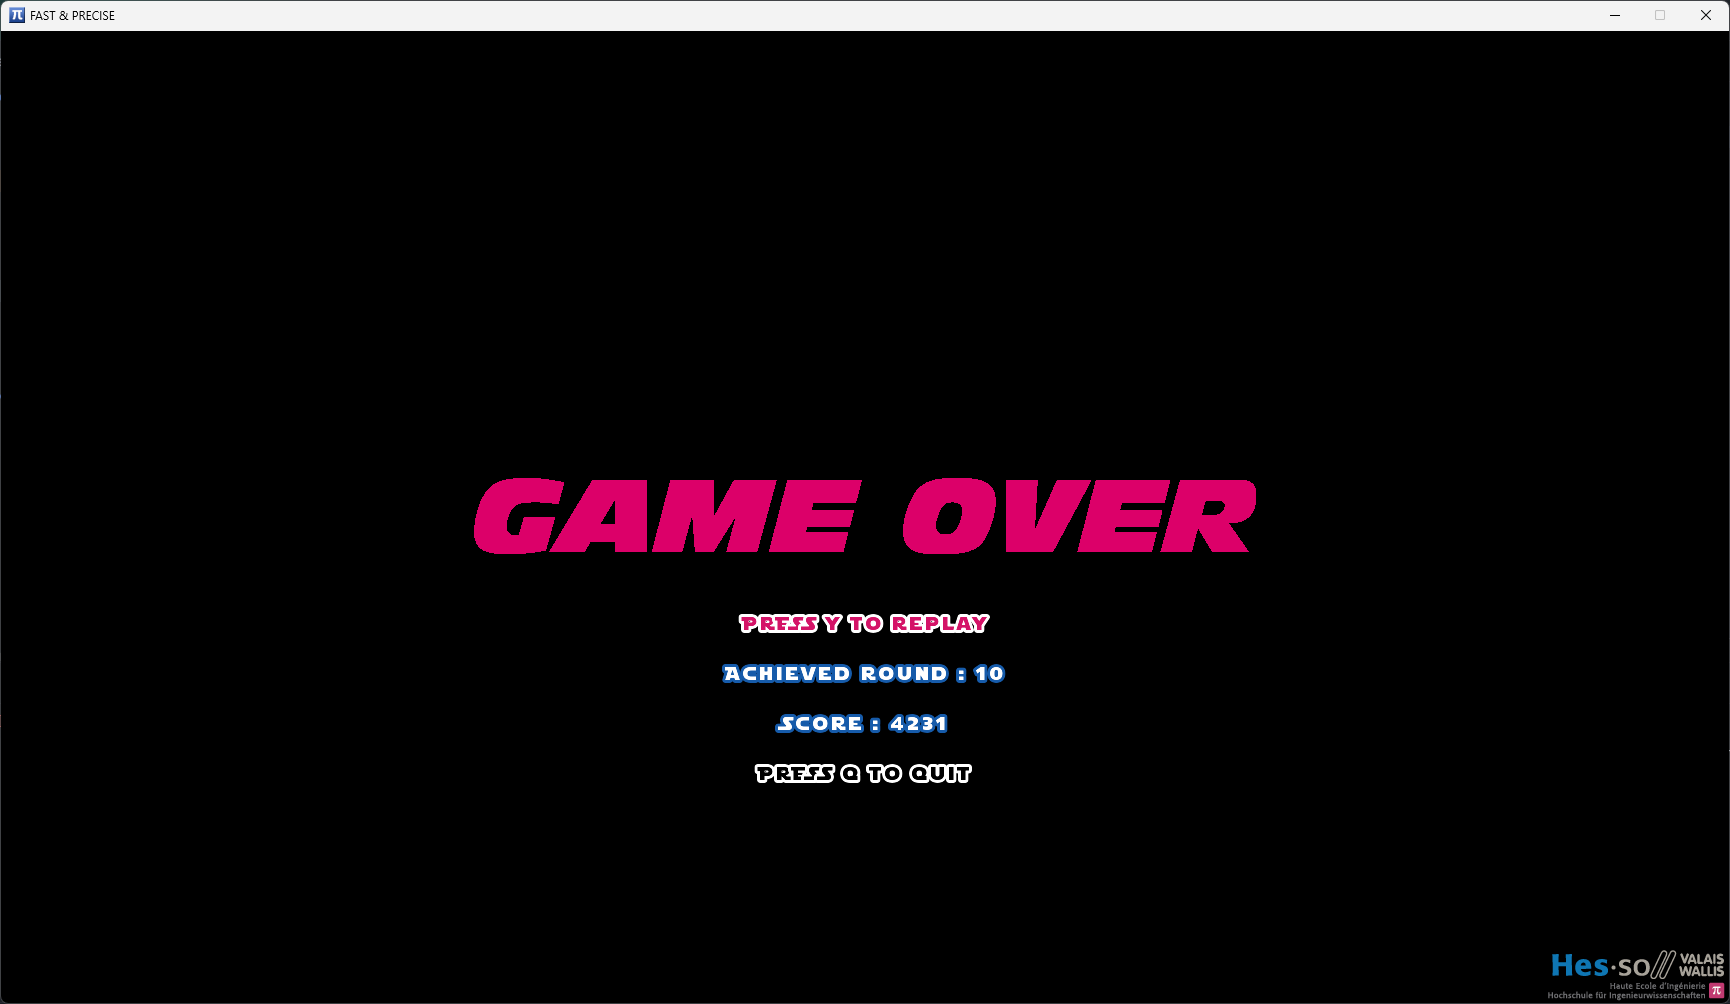 FAST & PRECISE
GAME OVER
PRESS Y TO REPLAY
ACHIEVED ROUND : 10
SCORE : 4231
PRESS Q TO QUIT
Hes·so VALAIS WALLIS
Haute Ecole d'Ingénierie
Hochschule für Ingenieurwissenschaften
π